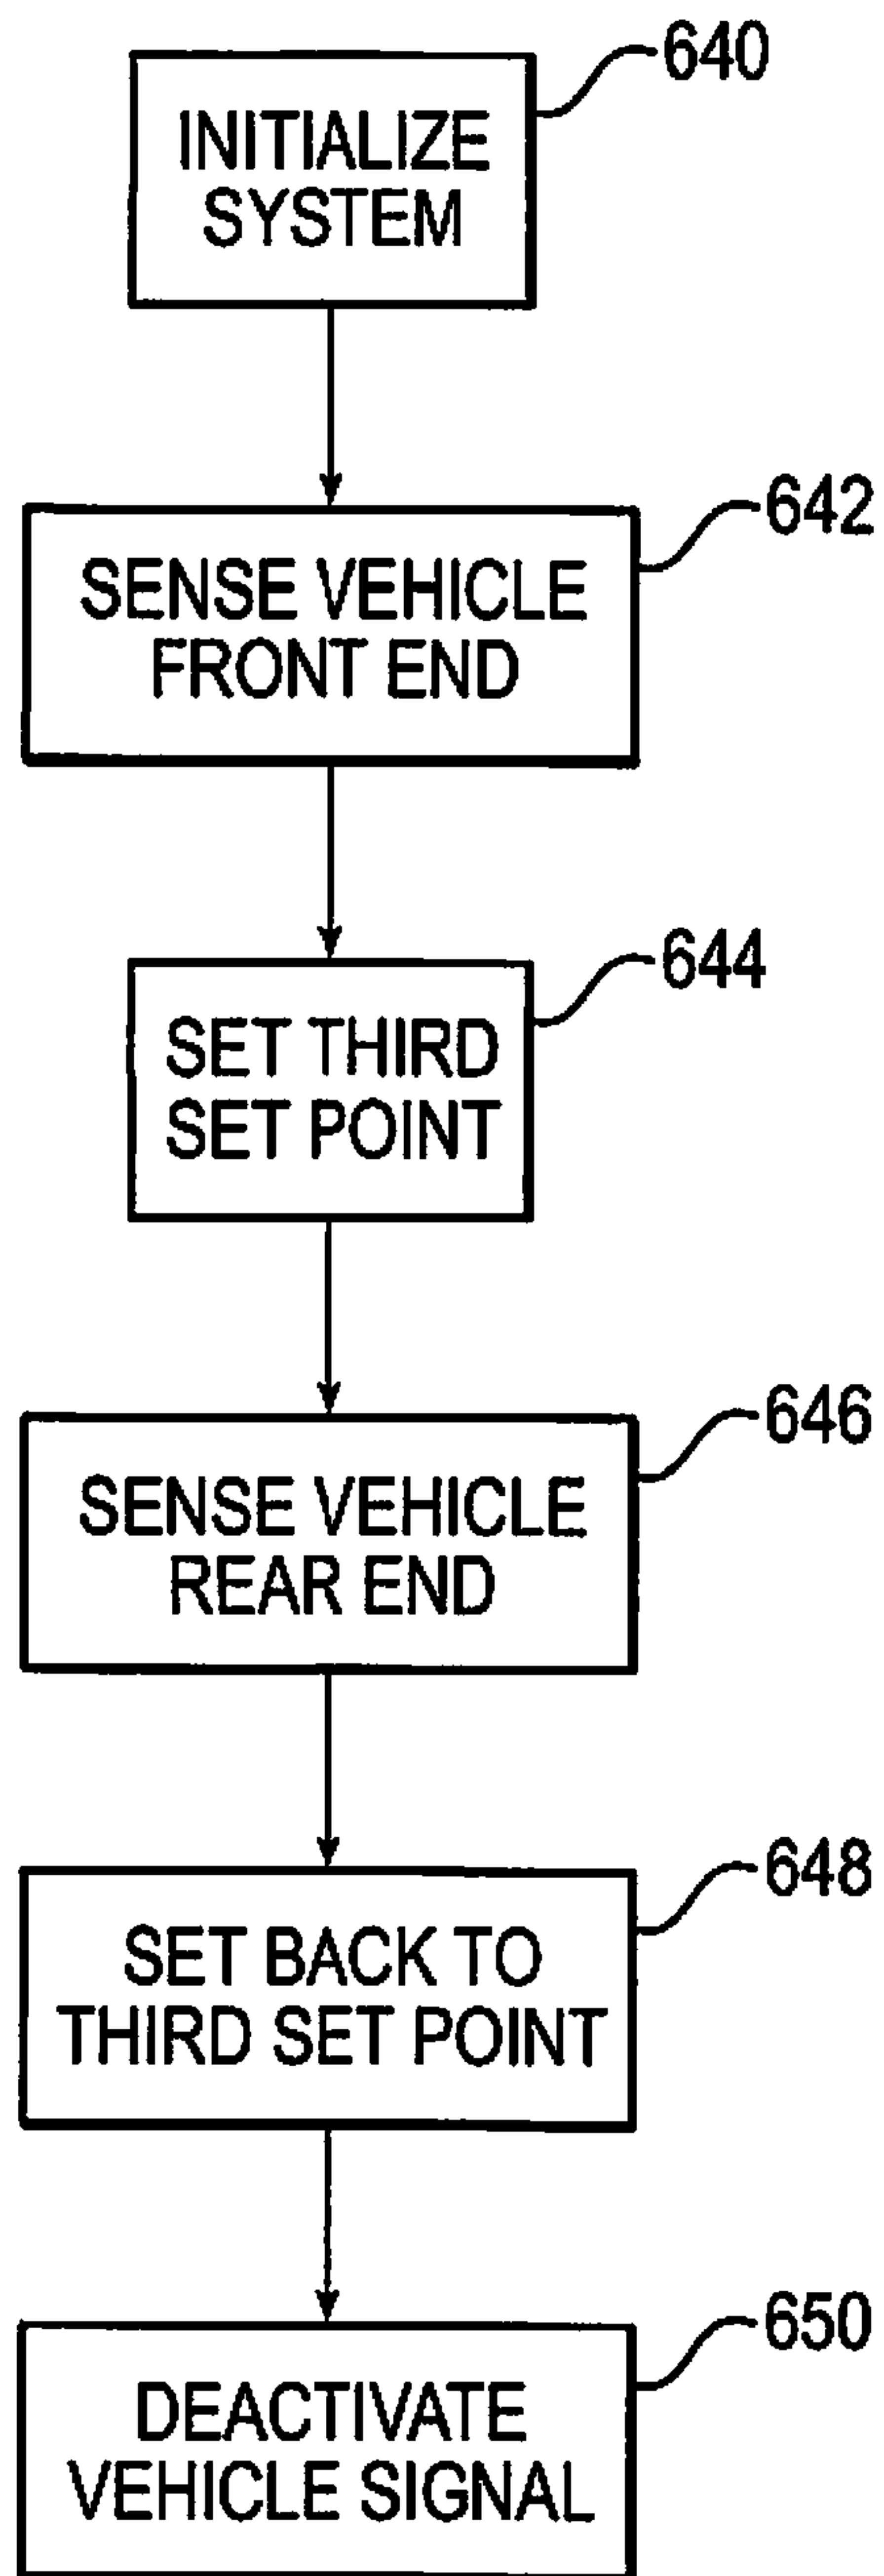 640
INITIALIZE
SYSTEM
642
SENSE VEHICLE
FRONT END
644
SET THIRD
SET POINT
646
SENSE VEHICLE
REAR END
648
SET BACK TO
THIRD SET POINT
650
DEACTIVATE
VEHICLE SIGNAL